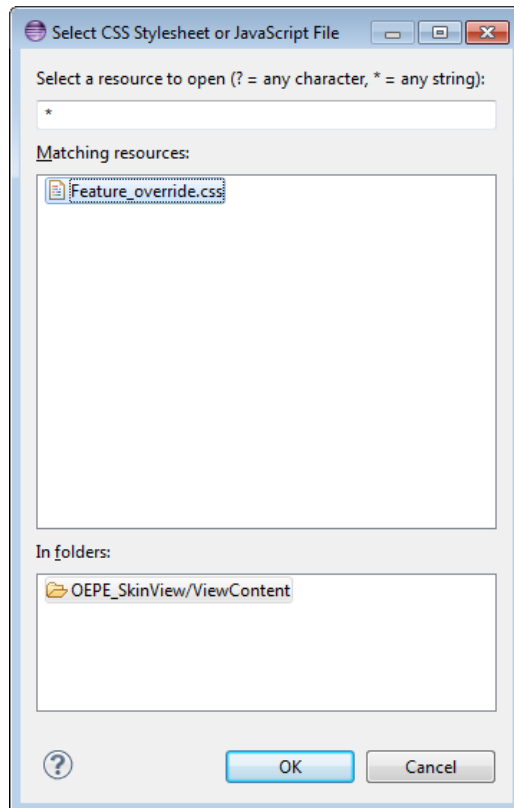 Select CSS Stylesheet or JavaScript File
Select a resource to open (? = any character, * = any string):
*
Matching resources:
Feature_override.css
In folders:
OEPE_SkinView/ViewContent
?
OK
Cancel